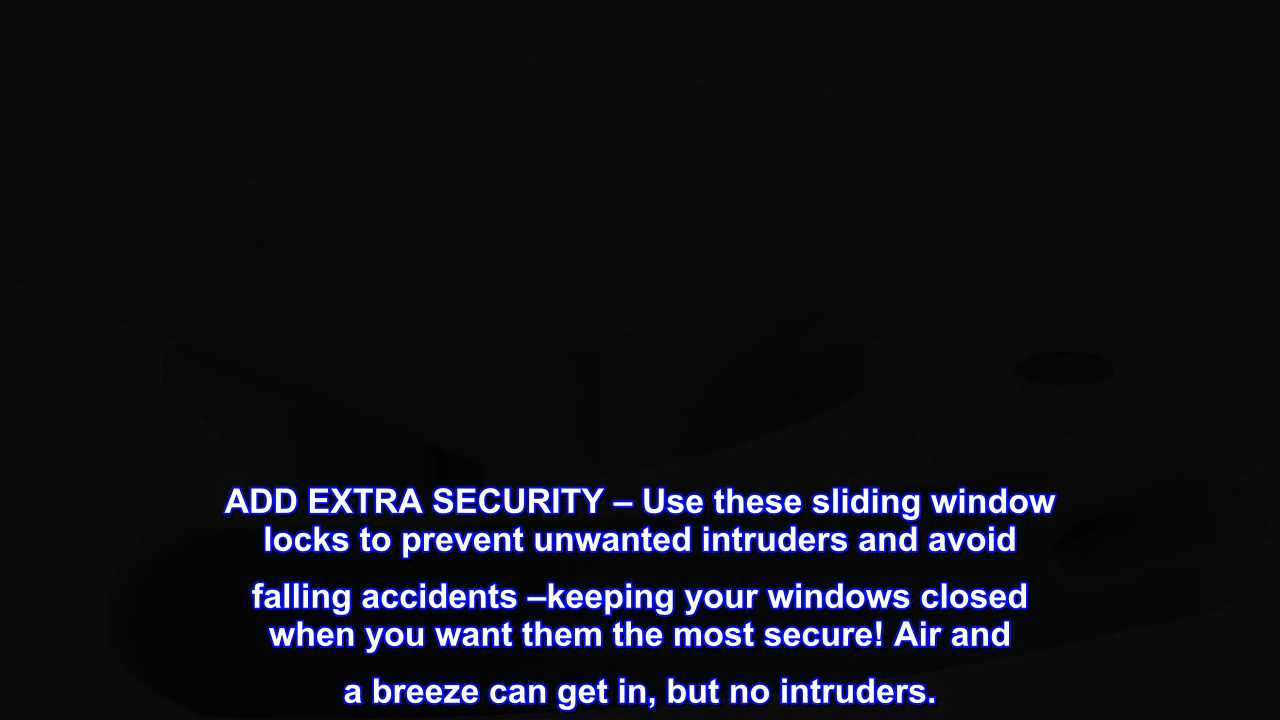 ADD EXTRA SECURITY – Use these sliding window
locks to prevent unwanted intruders and avoid
falling accidents –keeping your windows closed
when you want them the most secure! Air and
a breeze can get in, but no intruders.